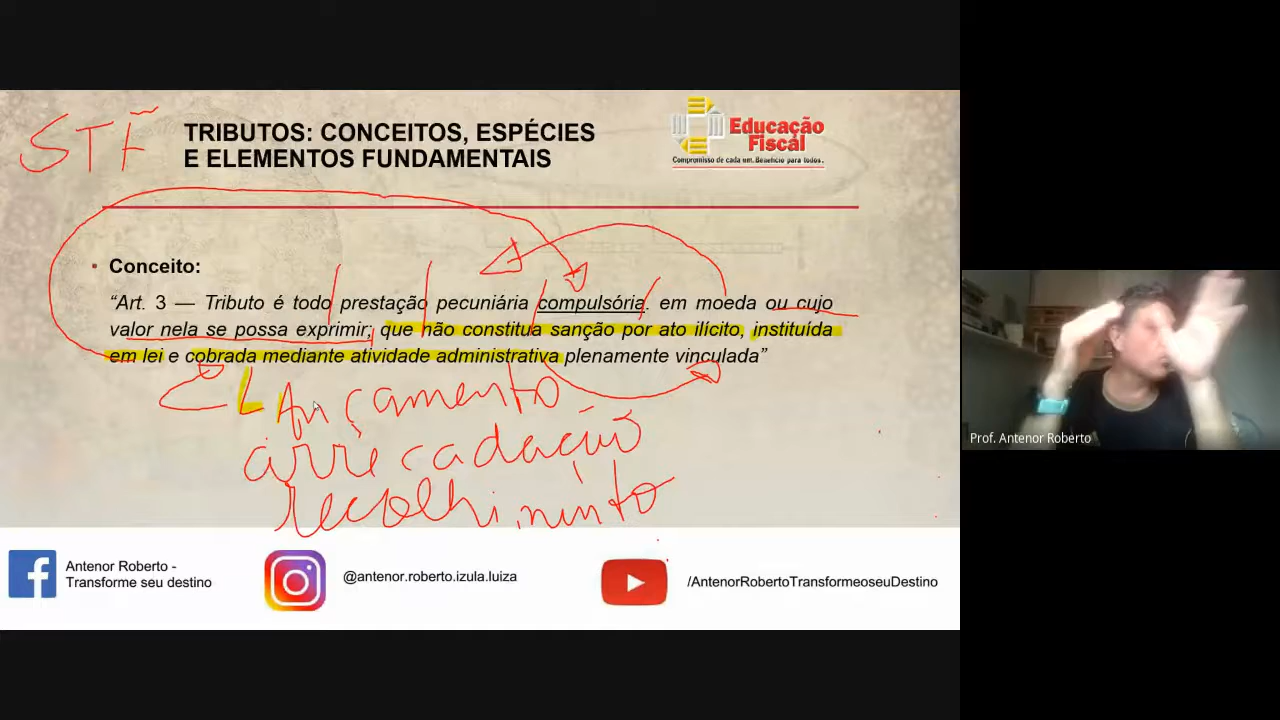 STF
TRIBUTOS: CONCEITOS, ESPÉCIES
E ELEMENTOS FUNDAMENTAIS
Educação
Fiscal
Compromisso de cada um. Benefício para todos.
• Conceito:
“Art. 3 — Tributo é todo prestação pecuniária compulsória. em moeda ou cujo
valor nela se possa exprimir; que não constitua sanção por ato ilícito, instituída
em lei e cobrada mediante atividade administrativa plenamente vinculada”
Lançamento
arrecadação
recolhimento
Prof. Antenor Roberto
Antenor Roberto -
Transforme seu destino
@antenor.roberto.izula.luiza
/AntenorRobertoTransformeoseuDestino